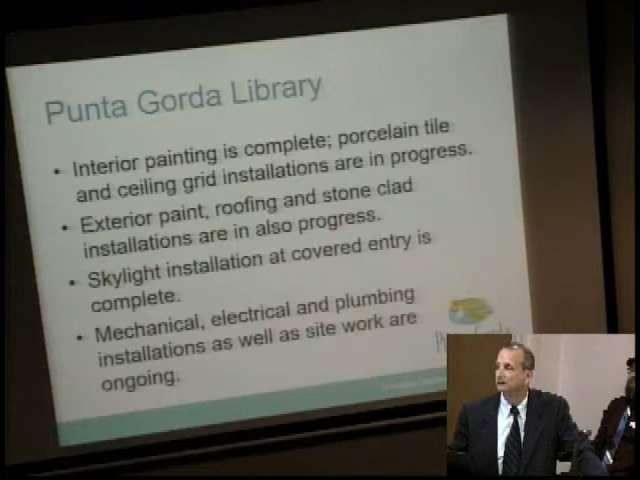 Punta Gorda Library
• Interior painting is complete; porcelain tile
and ceiling grid installations are in progress.
• Exterior paint, roofing and stone clad
installations are in also progress.
• Skylight installation at covered entry is
complete.
• Mechanical, electrical and plumbing
installations as well as site work are
ongoing.